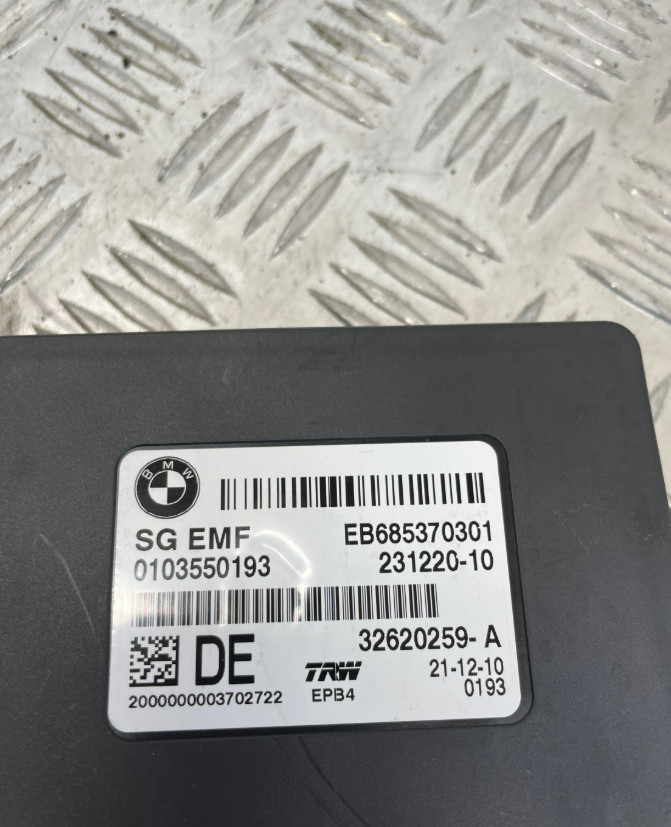 BMW
SG EMF EB685370301
0103550193 231220-10
32620259-A
DE TRW 21-12-10
EPB4 0193
2000000003702722